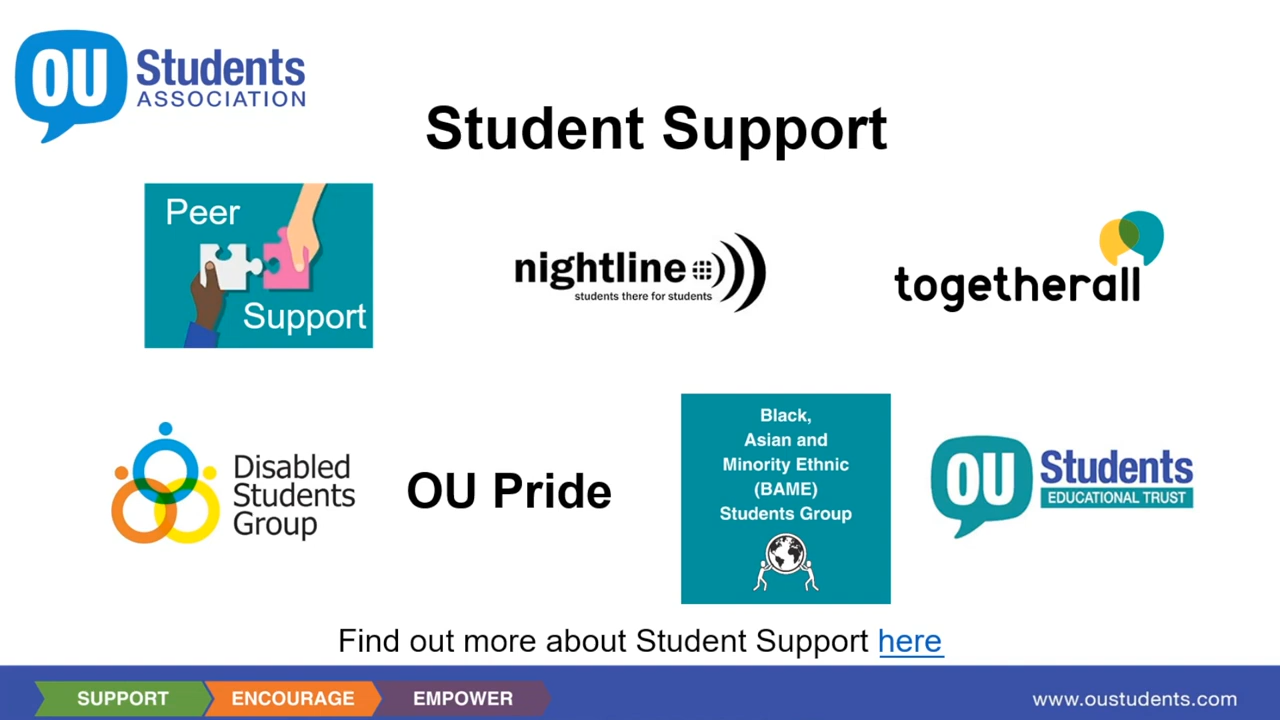 OU Students
ASSOCIATION
Student Support
Peer
Support
nightline
students there for students
togetherall
Disabled
Students
Group
OU Pride
Black,
Asian and
Minority Ethnic
(BAME)
Students Group
OU Students
EDUCATIONAL TRUST
Find out more about Student Support here
SUPPORT ENCOURAGE EMPOWER
www.oustudents.com